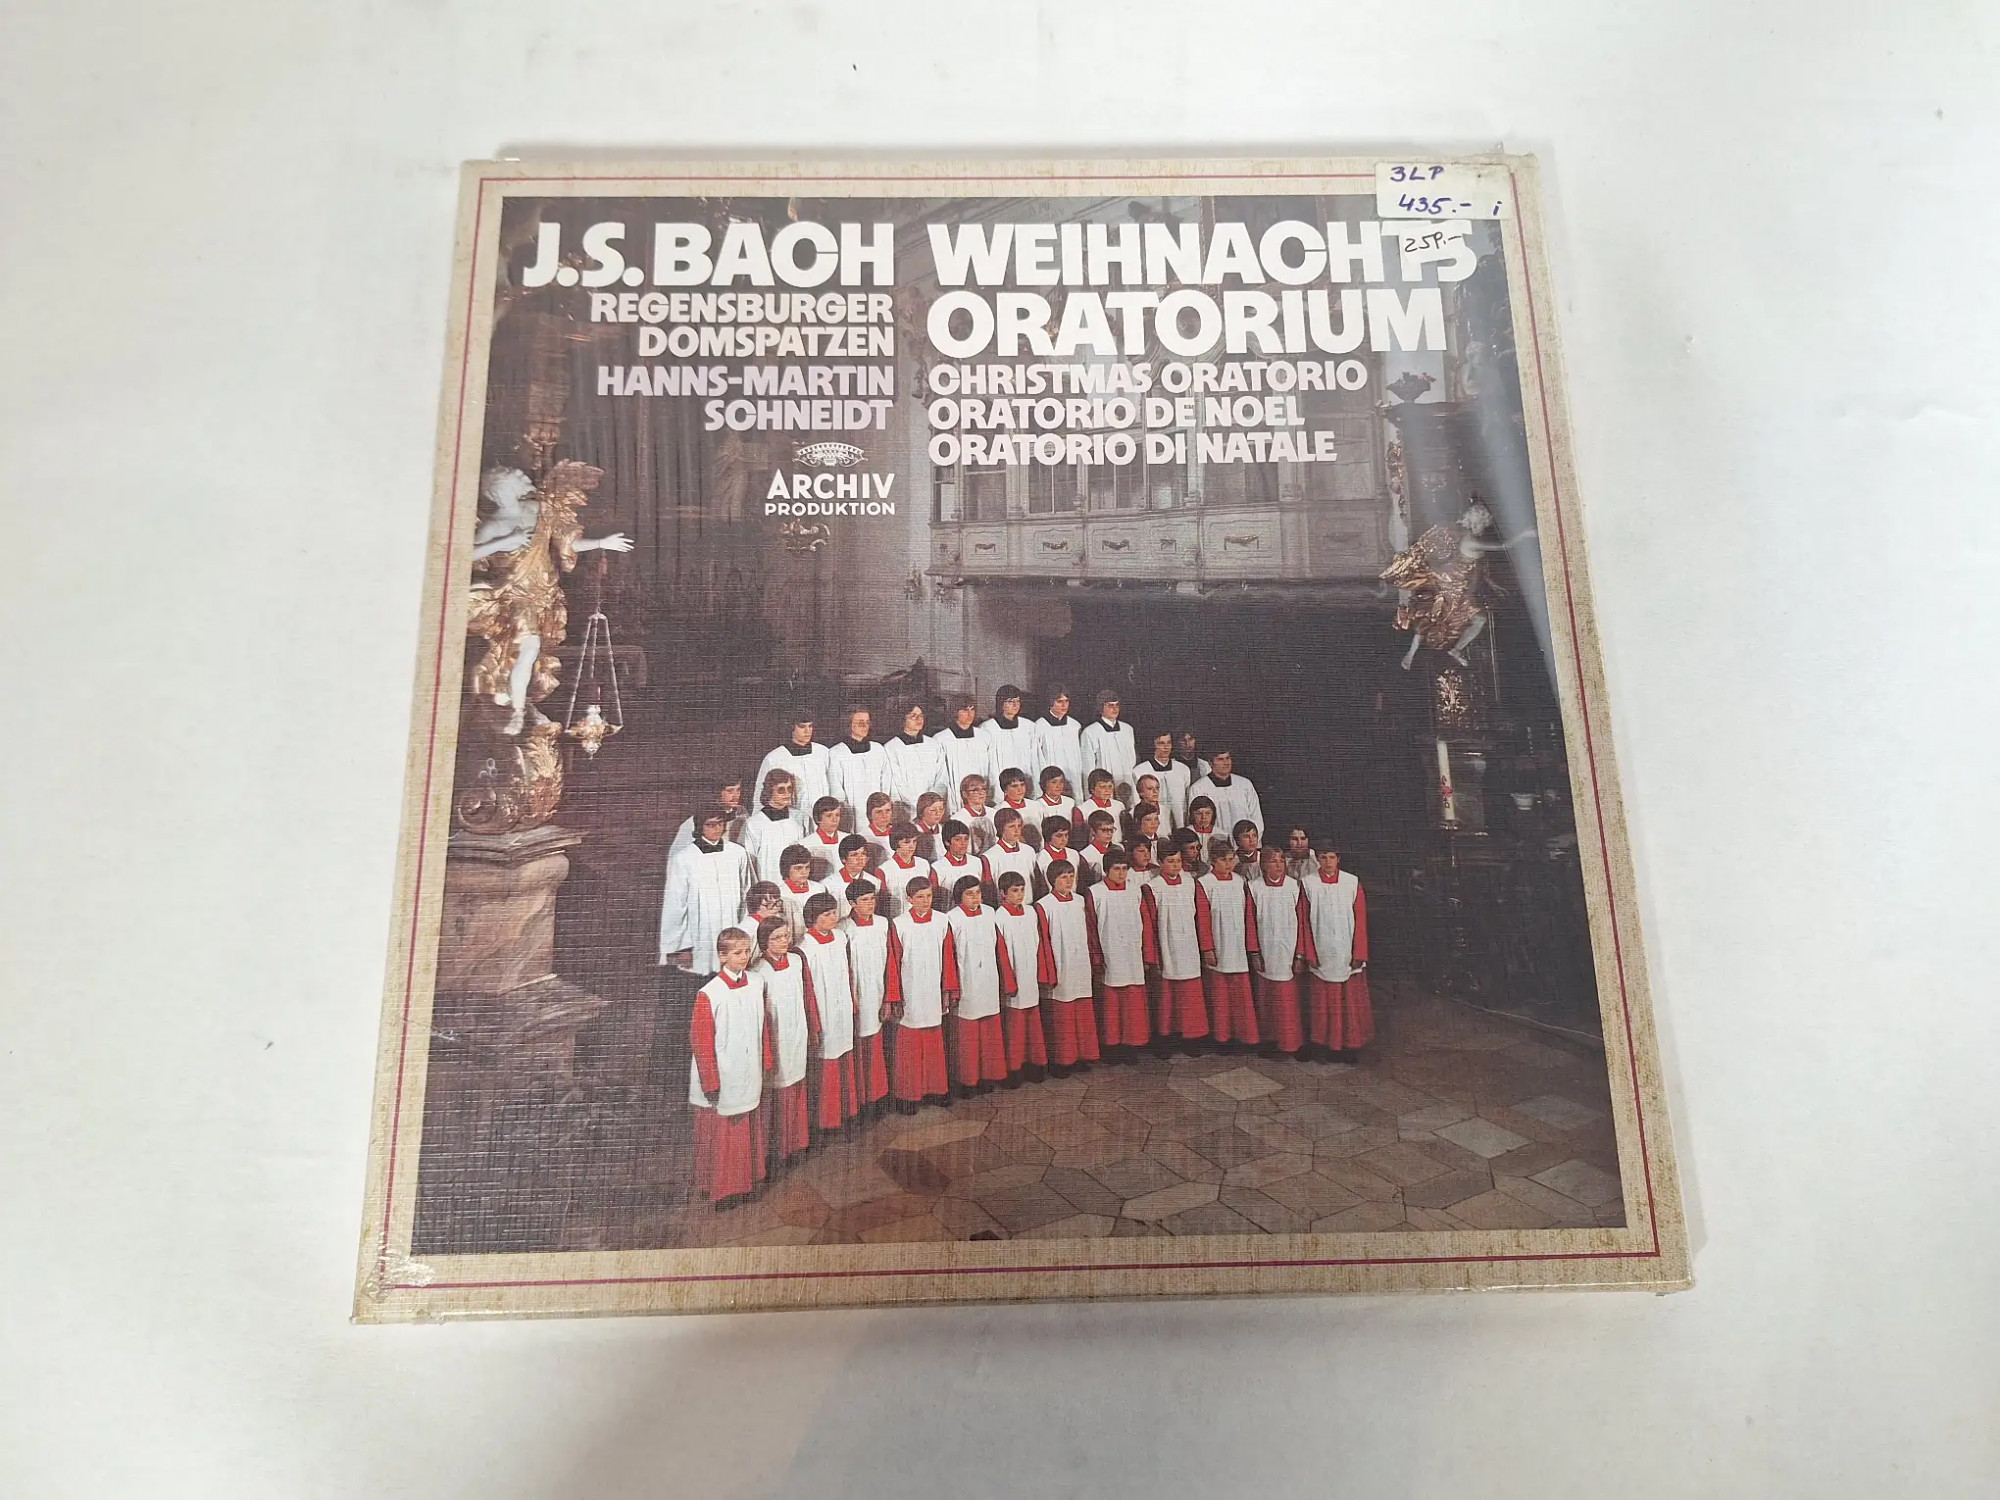 3LP
435.- i
25P.-
J.S. BACH
REGENSBURGER
DOMSPATZEN
HANNS-MARTIN
SCHNEIDT
ARCHIV
PRODUKTION
WEIHNACHTS
ORATORIUM
CHRISTMAS ORATORIO
ORATORIO DE NOEL
ORATORIO DI NATALE